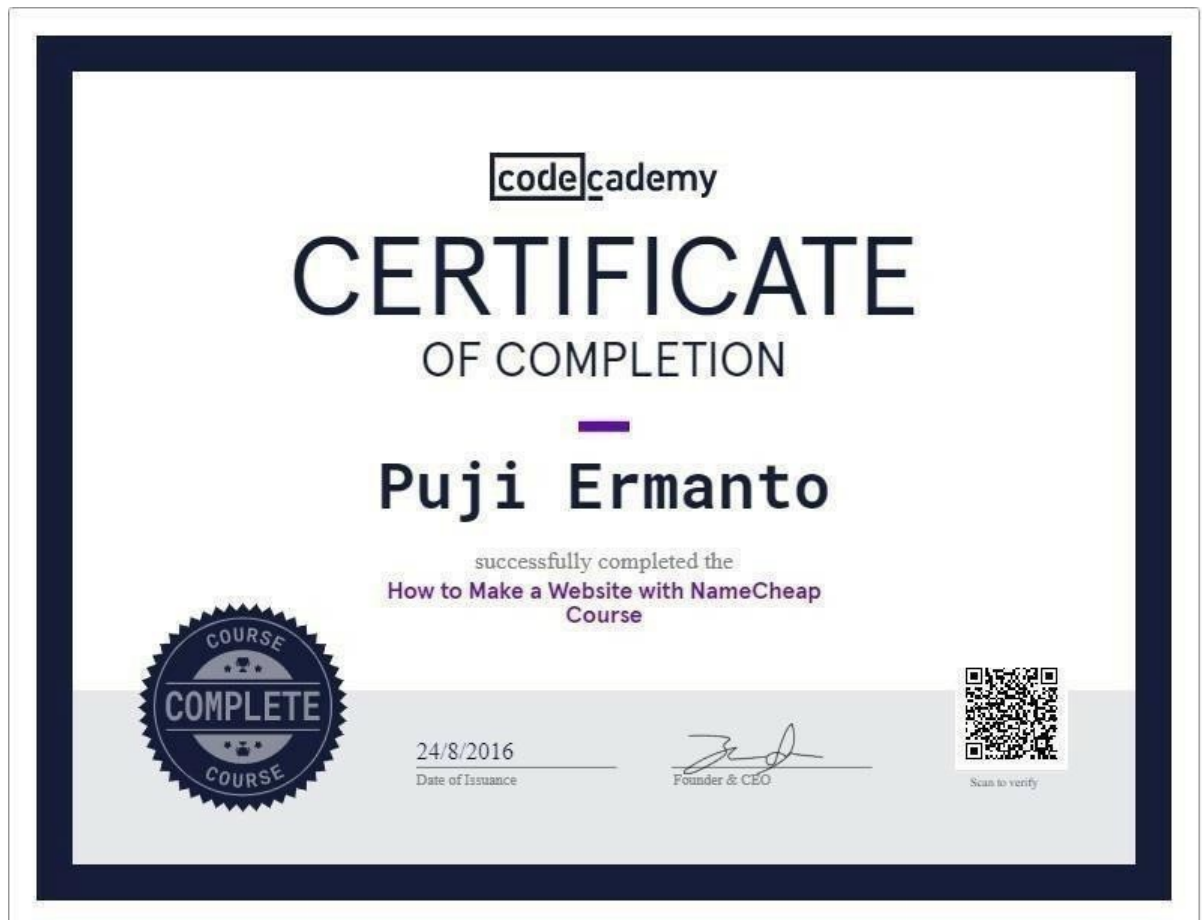 codecademy
CERTIFICATE
OF COMPLETION
Puji Ermanto
successfully completed the
How to Make a Website with NameCheap
Course
COURSE
COMPLETE
COURSE
24/8/2016
Date of Issuance
Founder & CEO
Scan to verify